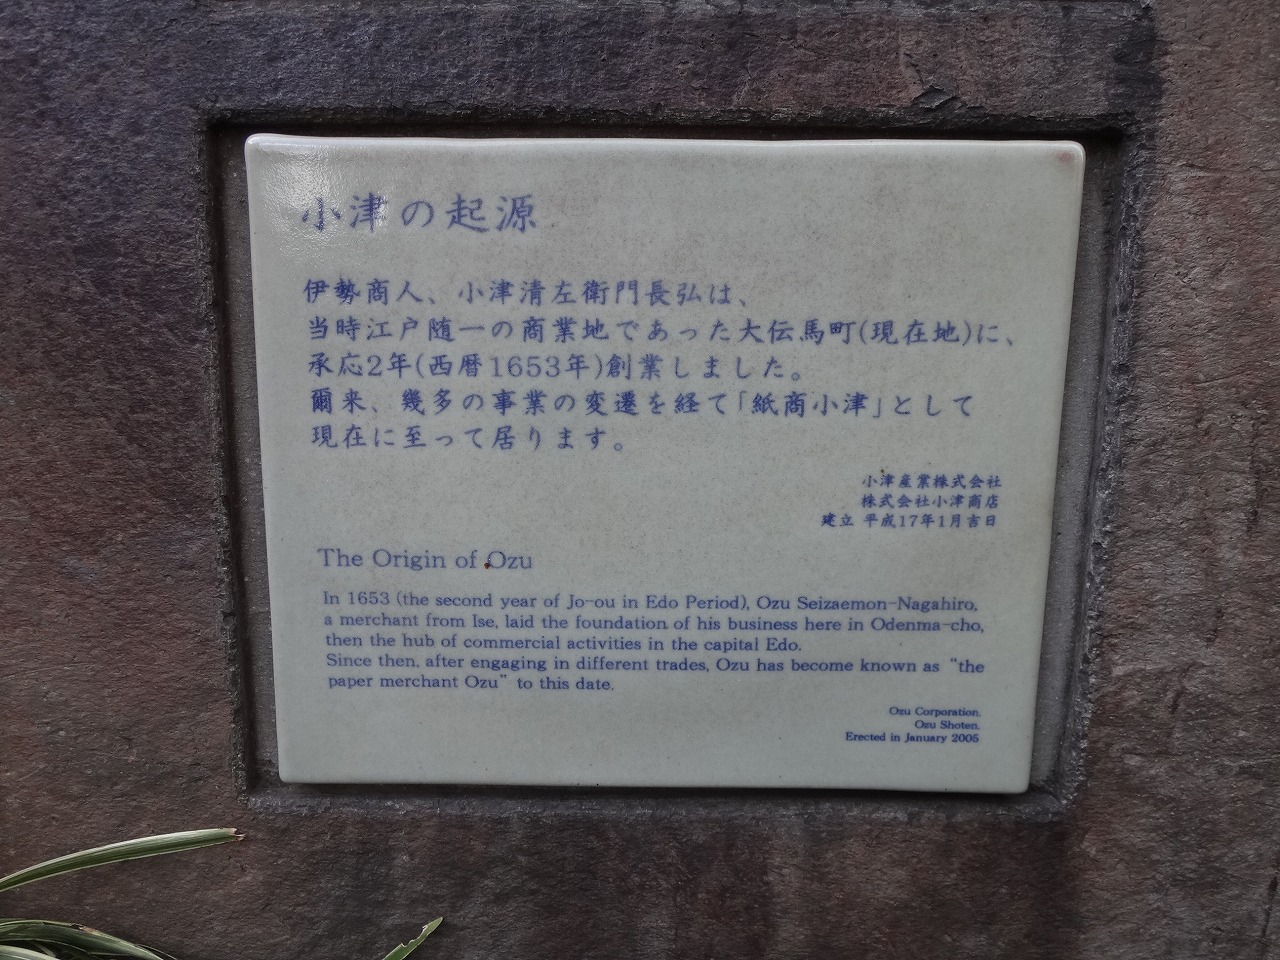 小津の起源
伊勢商人、小津清左衛門長弘は、
当時江戸随一の商業地であった大伝馬町(現在地)に、
承応2年(西暦1653年)創業しました。
爾来、幾多の事業の変遷を経て「紙商小津」として
現在に至って居ります。
小津産業株式会社
株式会社小津商店
建立 平成17年1月吉日
The Origin of Ozu
In 1653 (the second year of Jo-ou in Edo Period), Ozu Seizaemon-Nagahiro,
a merchant from Ise, laid the foundation of his business here in Odenma-cho,
then the hub of commercial activities in the capital Edo.
Since then, after engaging in different trades, Ozu has become known as "the
paper merchant Ozu" to this date.
Ozu Corporation.
Ozu Shoten.
Erected in January 2005